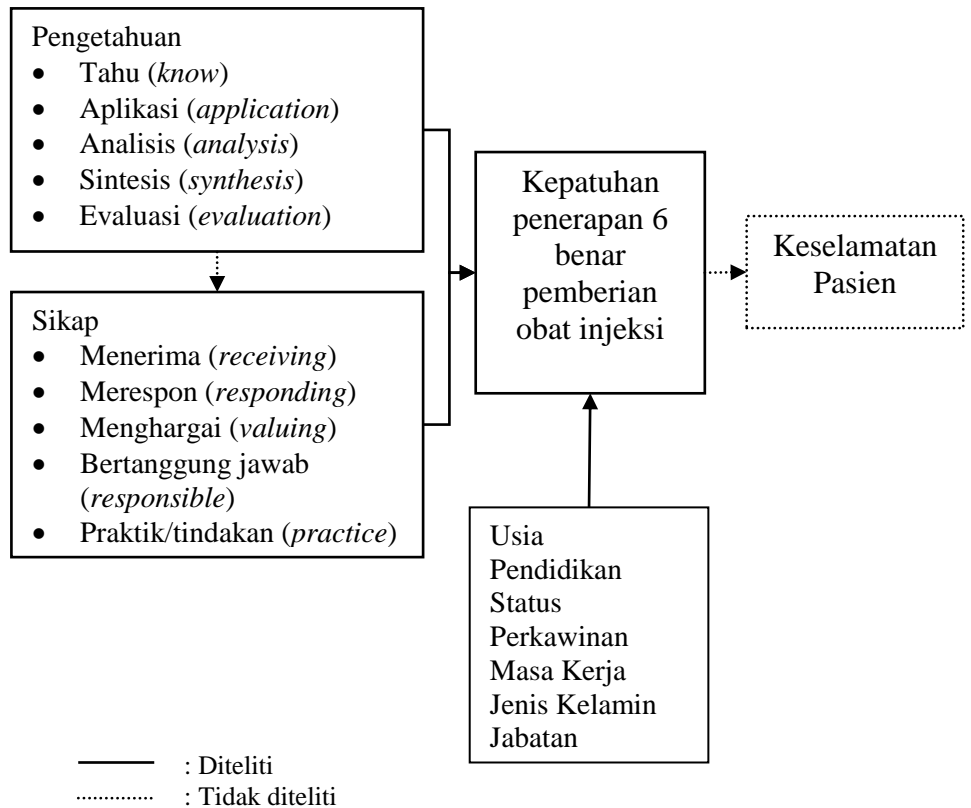 Pengetahuan
• Tahu (know)
• Aplikasi (application)
• Analisis (analysis)
• Sintesis (synthesis)
• Evaluasi (evaluation)
Sikap
• Menerima (receiving)
• Merespon (responding)
• Menghargai (valuing)
• Bertanggung jawab
(responsible)
• Praktik/tindakan (practice)
Kepatuhan
penerapan 6
benar
pemberian
obat injeksi
Keselamatan
Pasien
Usia
Pendidikan
Status
Perkawinan
Masa Kerja
Jenis Kelamin
Jabatan
: Diteliti
: Tidak diteliti